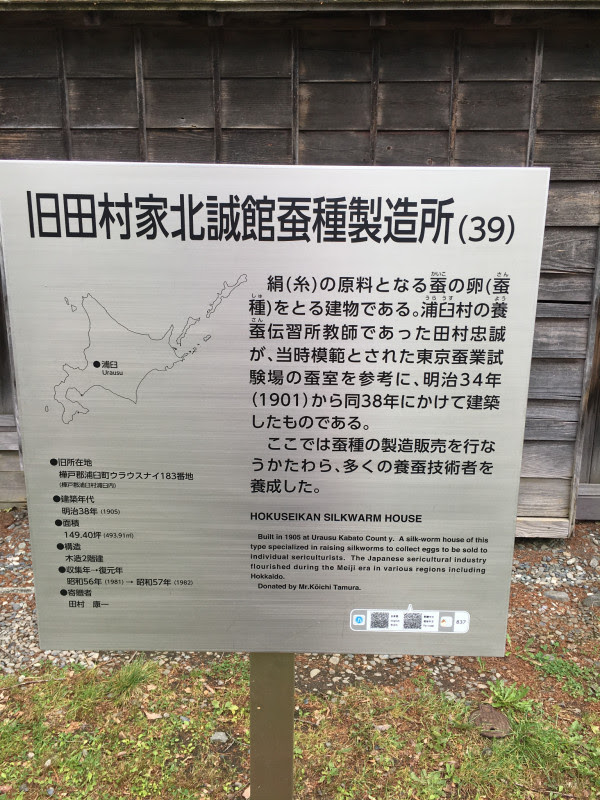 旧田村家北誠館蚕種製造所(39)
絹(糸)の原料となる蚕の卵(蚕
種)をとる建物である。浦臼村の養
蚕伝習所教師であった田村忠誠
が、当時模範とされた東京蚕業試
験場の蚕室を参考に、明治34年
(1901)から同38年にかけて建築
したものである。
ここでは蚕種の製造販売を行な
うかたわら、多くの養蚕技術者を
養成した。
浦臼
Urausu
●旧所在地
樺戸郡浦臼町ウラウスナイ183番地
(樺戸郡浦臼村浦臼内)
●建築年代
明治38年 (1905)
●面積
149.40坪 (493.91㎡)
●構造
木造2階建
●収集年→復元年
昭和56年 (1981) → 昭和57年 (1982)
●寄贈者
田村 康一
HOKUSEIKAN SILKWARM HOUSE
Built in 1905 at Urausu Kabato Count y. A silk-worm house of this
type specialized in raising silkworms to collect eggs to be sold to
individual sericulturists. The Japanese sericultural industry
flourished during the Meiji era in various regions including
Hokkaido.
Donated by Mr.Kōichi Tamura.
837